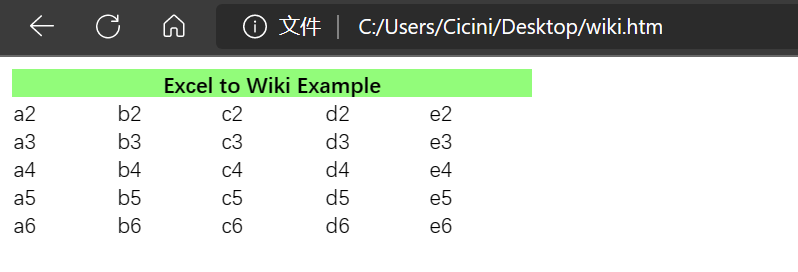 文件 C:/Users/Cicini/Desktop/wiki.htm
Excel to Wiki Example
a2 b2 c2 d2 e2
a3 b3 c3 d3 e3
a4 b4 c4 d4 e4
a5 b5 c5 d5 e5
a6 b6 c6 d6 e6